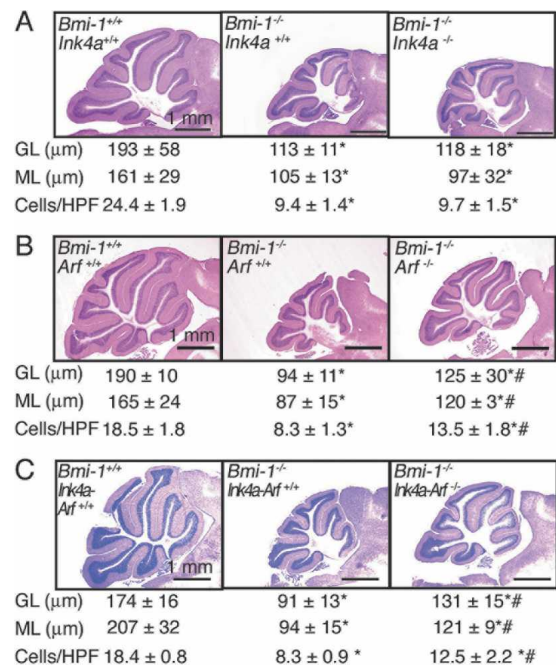 A
Bmi-1+/+ Bmi-1-/- Bmi-1-/-
Ink4a+/+ Ink4a +/+ Ink4a -/-
1 mm
GL (μm) 193 ± 58 113 ± 11* 118 ± 18*
ML (μm) 161 ± 29 105 ± 13* 97± 32*
Cells/HPF 24.4 ± 1.9 9.4 ± 1.4* 9.7 ± 1.5*
B
Bmi-1+/+ Bmi-1-/- Bmi-1-/-
Arf +/+ Arf +/+ Arf -/-
1 mm
GL (μm) 190 ± 10 94 ± 11* 125 ± 30*#
ML (μm) 165 ± 24 87 ± 15* 120 ± 3*#
Cells/HPF 18.5 ± 1.8 8.3 ± 1.3* 13.5 ± 1.8*#
C
Bmi-1+/+ Bmi-1-/- Bmi-1-/-
Ink4a- Ink4a-Arf +/+ Ink4a-Arf -/-
Arf +/+
1 mm
GL (μm) 174 ± 16 91 ± 13* 131 ± 15*#
ML (μm) 207 ± 32 94 ± 15* 121 ± 9*#
Cells/HPF 18.4 ± 0.8 8.3 ± 0.9 * 12.5 ± 2.2 *#